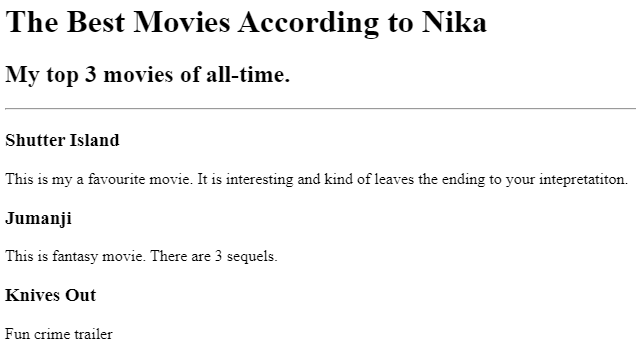 The Best Movies According to Nika
My top 3 movies of all-time.
Shutter Island
This is my a favourite movie. It is interesting and kind of leaves the ending to your intepretatiton.
Jumanji
This is fantasy movie. There are 3 sequels.
Knives Out
Fun crime trailer